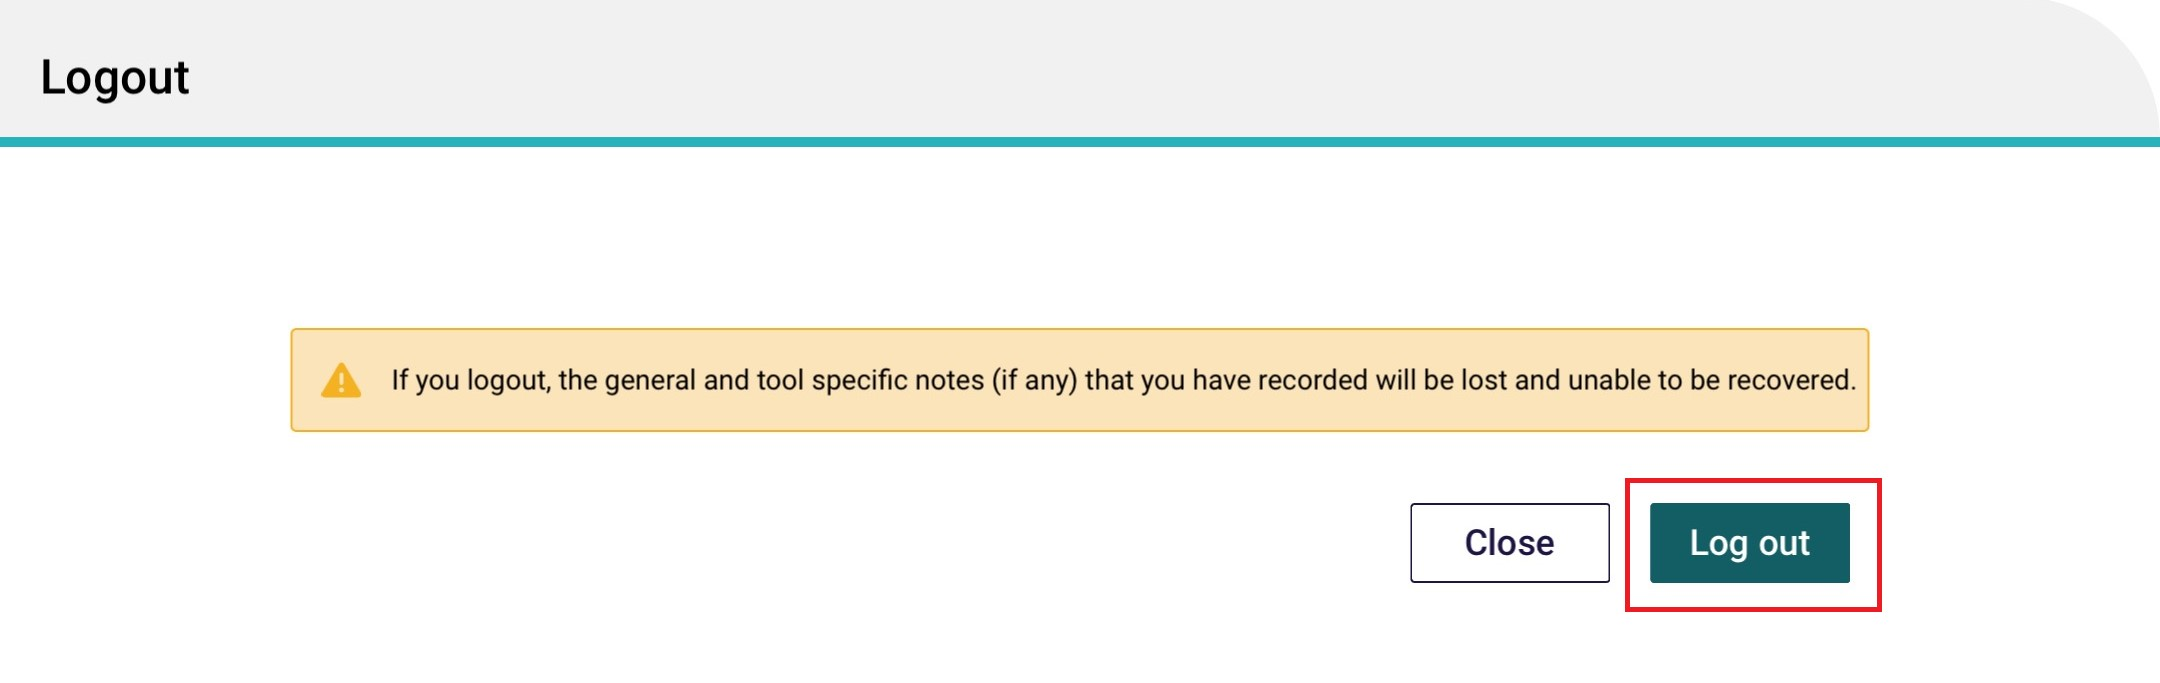 Logout
If you logout, the general and tool specific notes (if any) that you have recorded will be lost and unable to be recovered.
Close
Log out